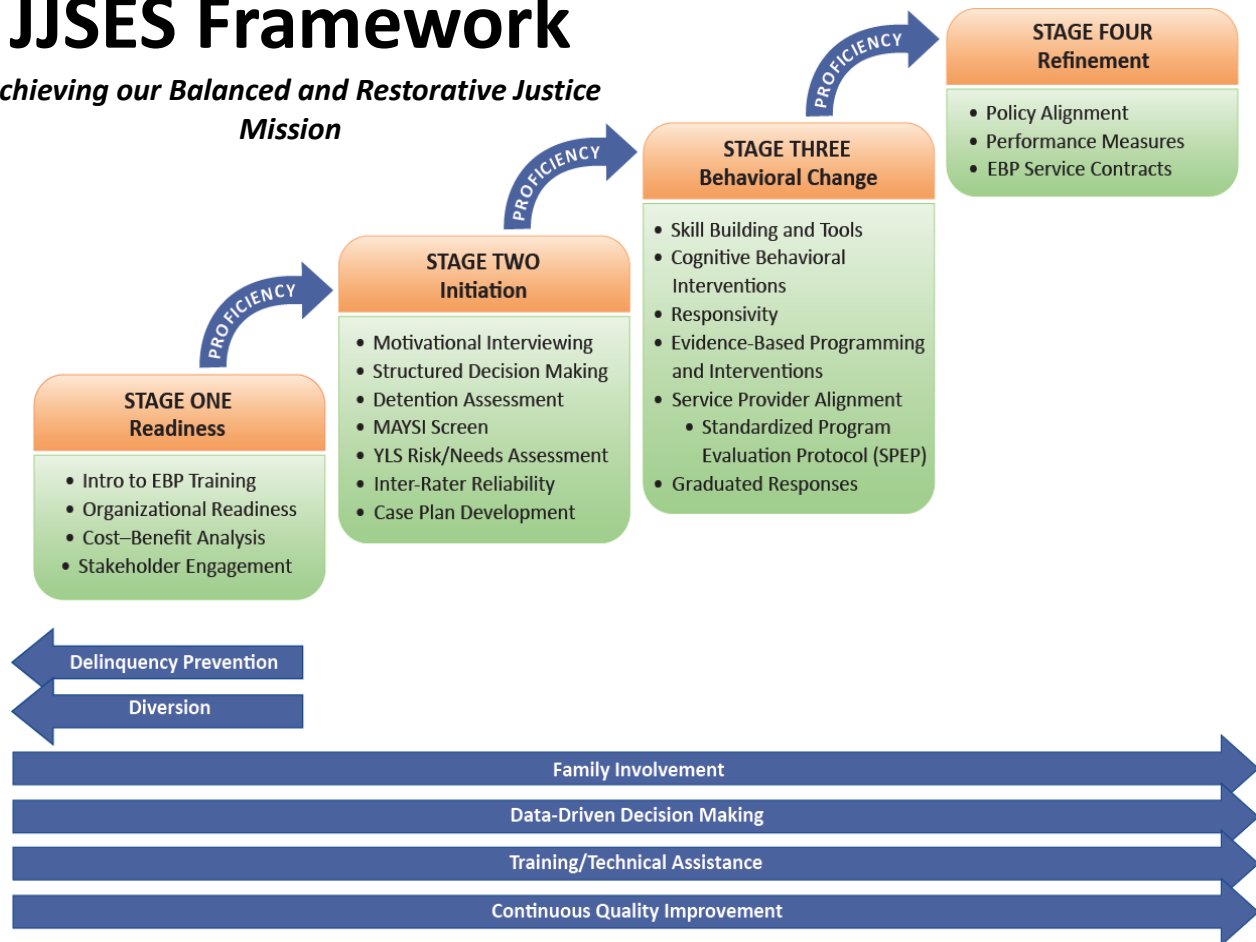 JJSES Framework
chieving our Balanced and Restorative Justice
Mission
STAGE ONE
Readiness
• Intro to EBP Training
• Organizational Readiness
• Cost–Benefit Analysis
• Stakeholder Engagement
PROFICIENCY
STAGE TWO
Initiation
• Motivational Interviewing
• Structured Decision Making
• Detention Assessment
• MAYSI Screen
• YLS Risk/Needs Assessment
• Inter-Rater Reliability
• Case Plan Development
PROFICIENCY
STAGE THREE
Behavioral Change
• Skill Building and Tools
• Cognitive Behavioral
Interventions
• Responsivity
• Evidence-Based Programming
and Interventions
• Service Provider Alignment
• Standardized Program
Evaluation Protocol (SPEP)
• Graduated Responses
PROFICIENCY
STAGE FOUR
Refinement
• Policy Alignment
• Performance Measures
• EBP Service Contracts
Delinquency Prevention
Diversion
Family Involvement
Data-Driven Decision Making
Training/Technical Assistance
Continuous Quality Improvement